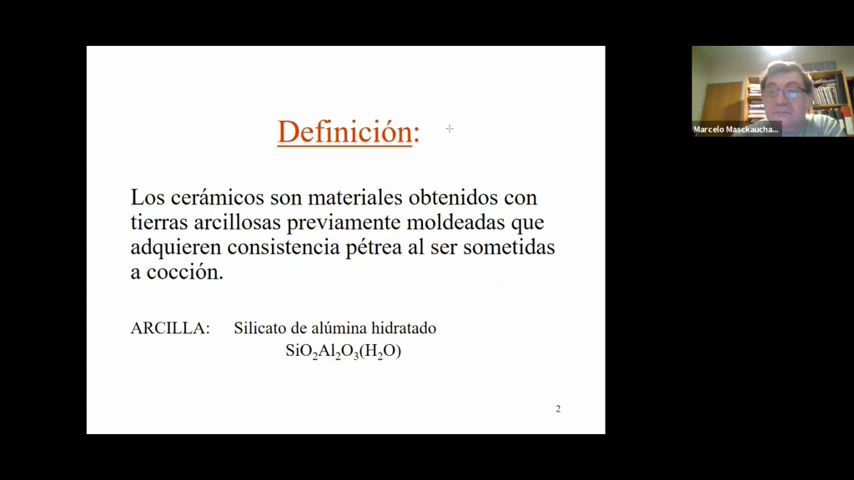 Definición:
Los cerámicos son materiales obtenidos con
tierras arcillosas previamente moldeadas que
adquieren consistencia pétrea al ser sometidas
a cocción.
ARCILLA: Silicato de alúmina hidratado
SiO₂Al₂O₃(H₂O)
2
Marcelo Masckaucha...